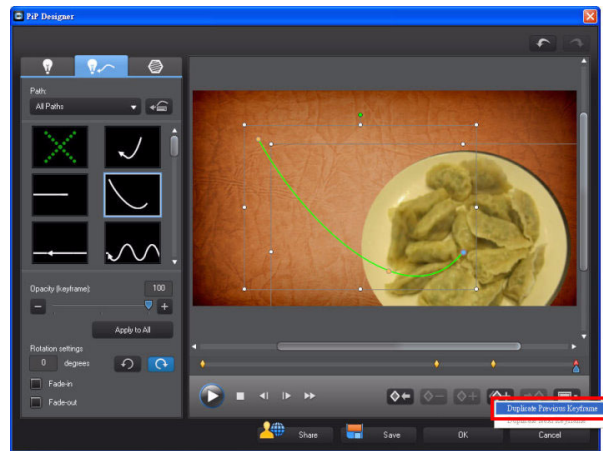 PiP Designer
Path:
All Paths
Opacity (keyframe):
100
Apply to All
Rotation settings
0 degrees
Fade-in
Fade-out
Duplicate Previous Keyframe
Share
Save
OK
Cancel